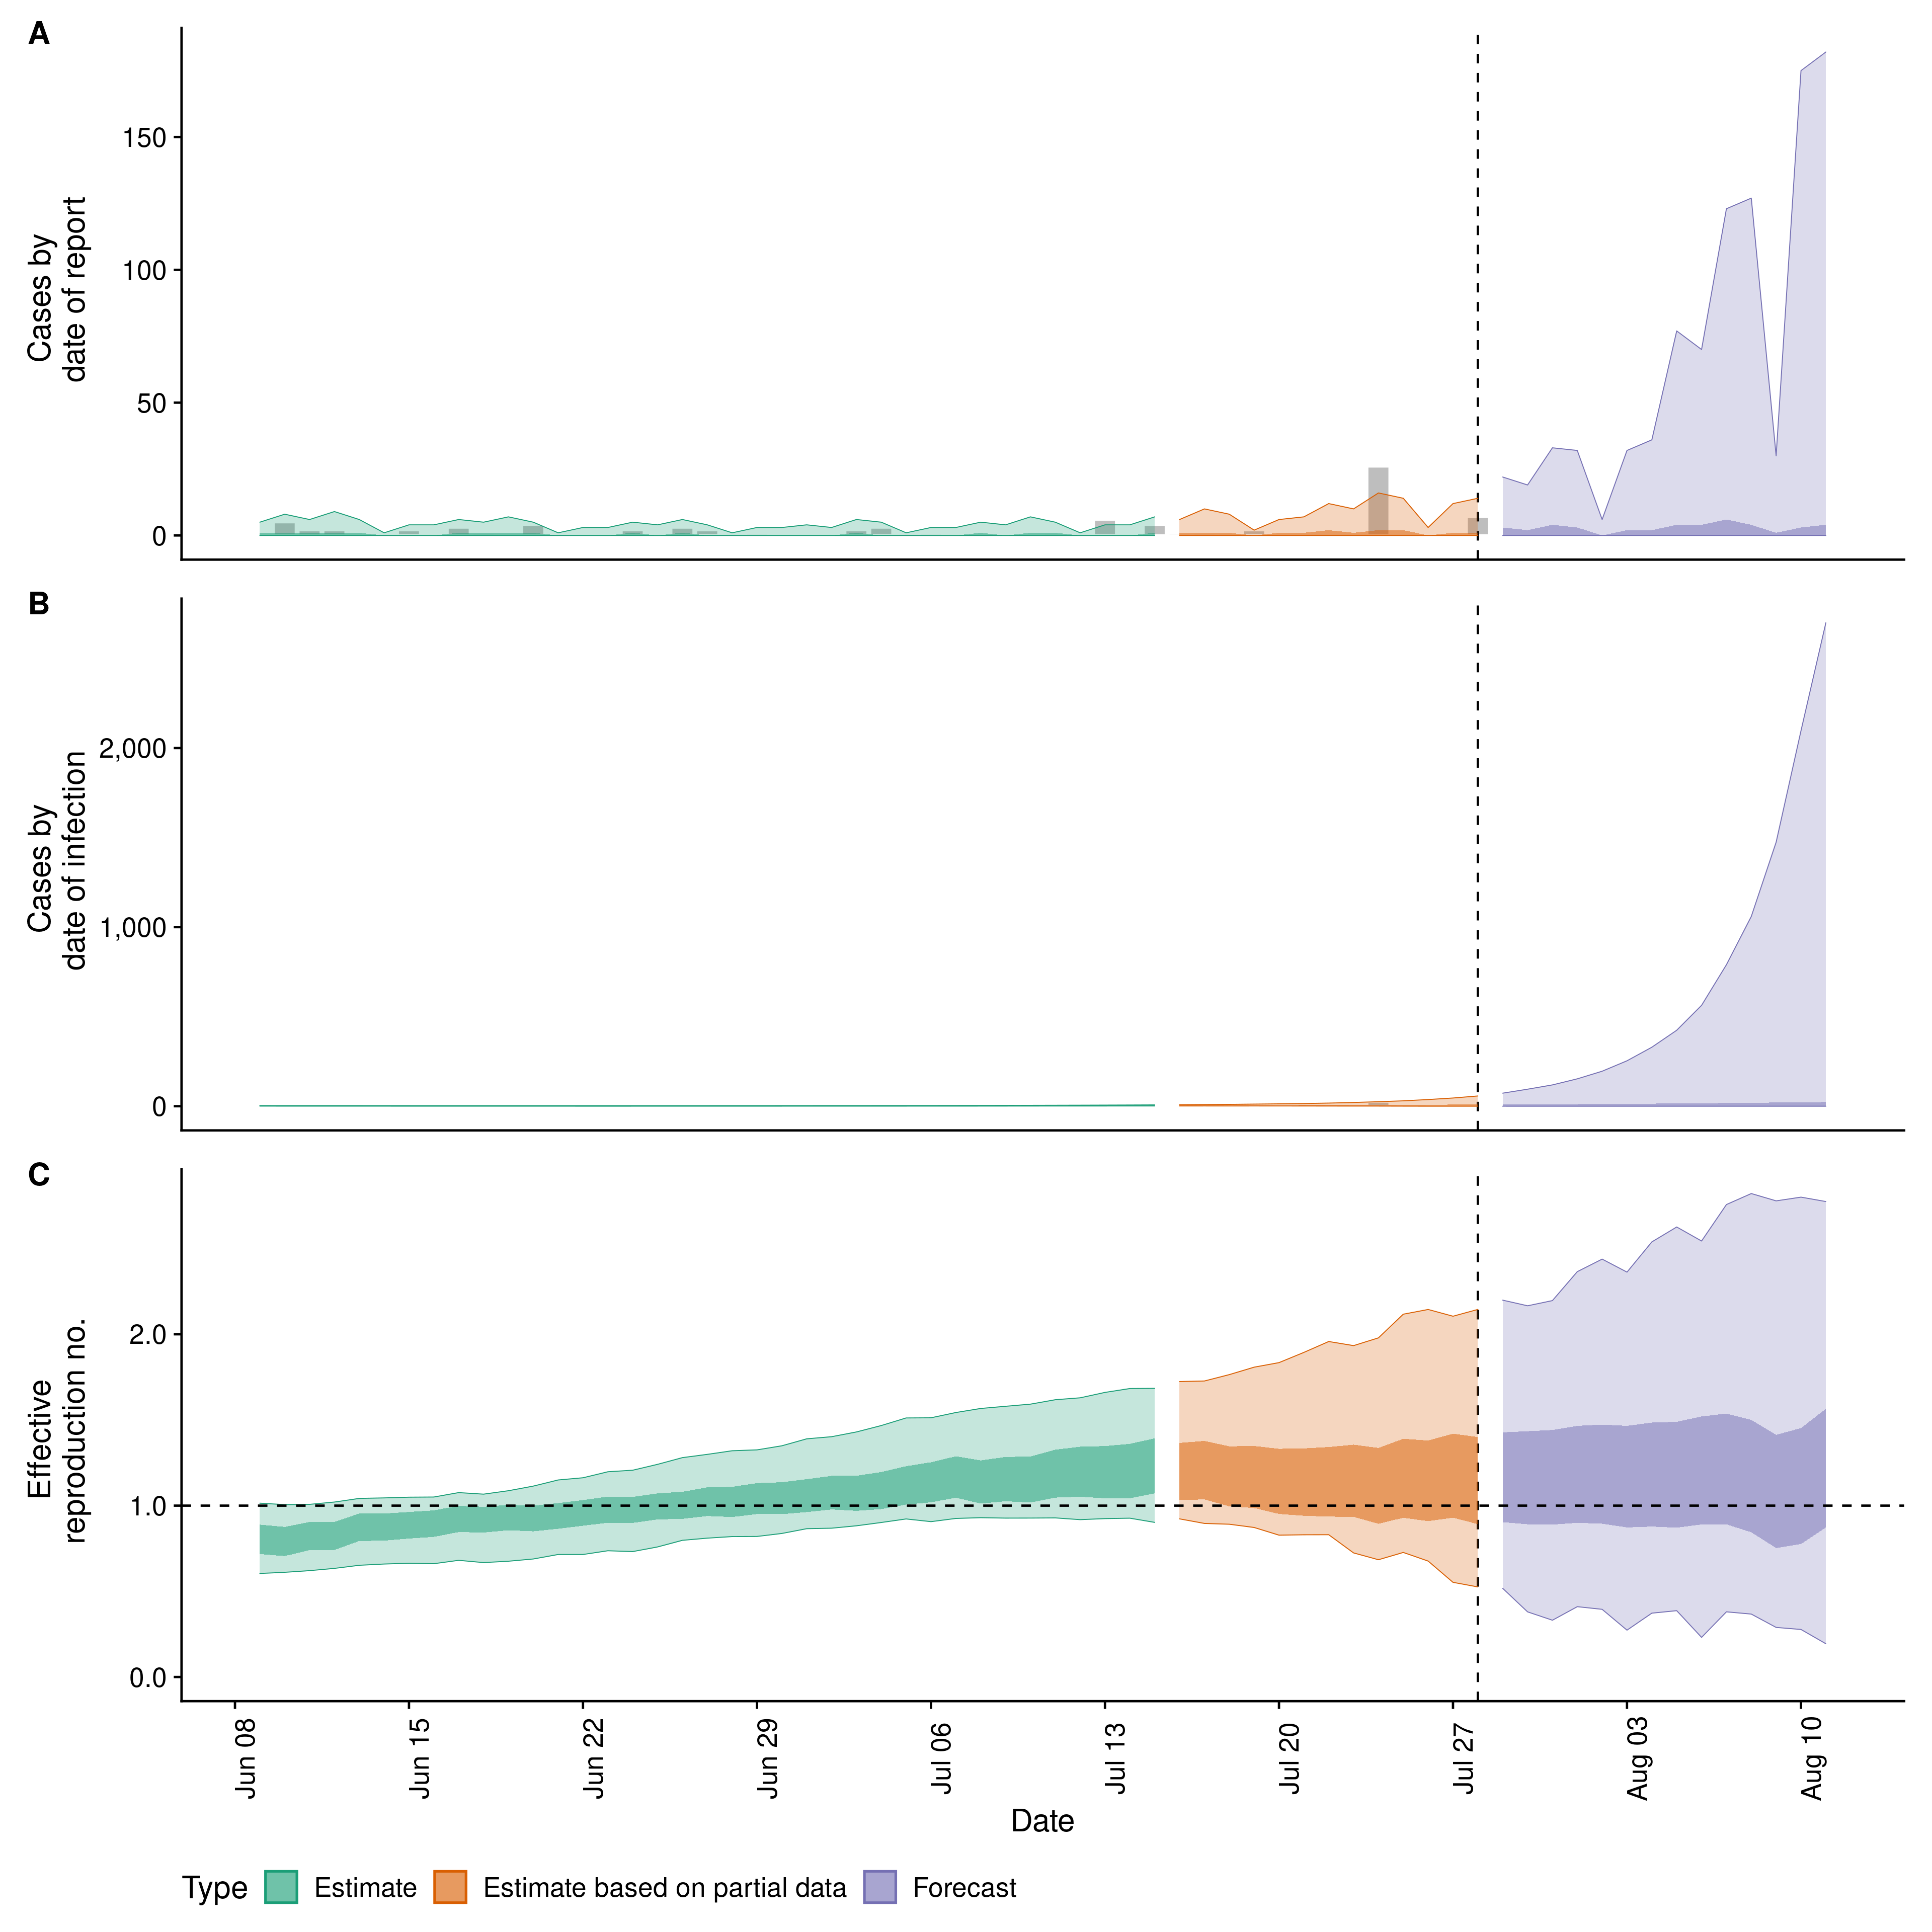 A
Cases by
date of report
150
100
50
0
B
Cases by
date of infection
2,000
1,000
0
C
Effective
reproduction no.
2.0
1.0
0.0
Jun 08
Jun 15
Jun 22
Jun 29
Jul 06
Jul 13
Jul 20
Jul 27
Aug 03
Aug 10
Date
Type Estimate Estimate based on partial data Forecast